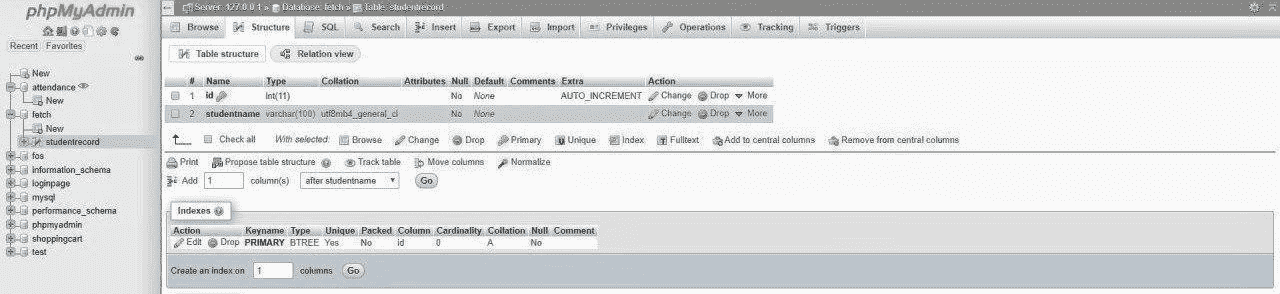 phpMyAdmin
Recent Favorites
New
attendance
New
fetch
New
studentrecord
fos
information_schema
loginpage
mysql
performance_schema
phpmyadmin
shoppingcart
test
Server: 127.0.0.1 » Database: fetch » Table: studentrecord
Browse Structure SQL Search Insert Export Import Privileges Operations Tracking Triggers
Table structure Relation view
# Name Type Collation Attributes Null Default Comments Extra Action
1 id int(11) No None AUTO_INCREMENT Change Drop More
2 studentname varchar(100) utf8mb4_general_ci No None Change Drop More
Check all With selected: Browse Change Drop Primary Unique Index Fulltext Add to central columns Remove from central columns
Print Propose table structure Track table Move columns Normalize
Add 1 column(s) after studentname Go
Indexes
Action Keyname Type Unique Packed Column Cardinality Collation Null Comment
Edit Drop PRIMARY BTREE Yes No id 0 A No
Create an index on 1 columns Go